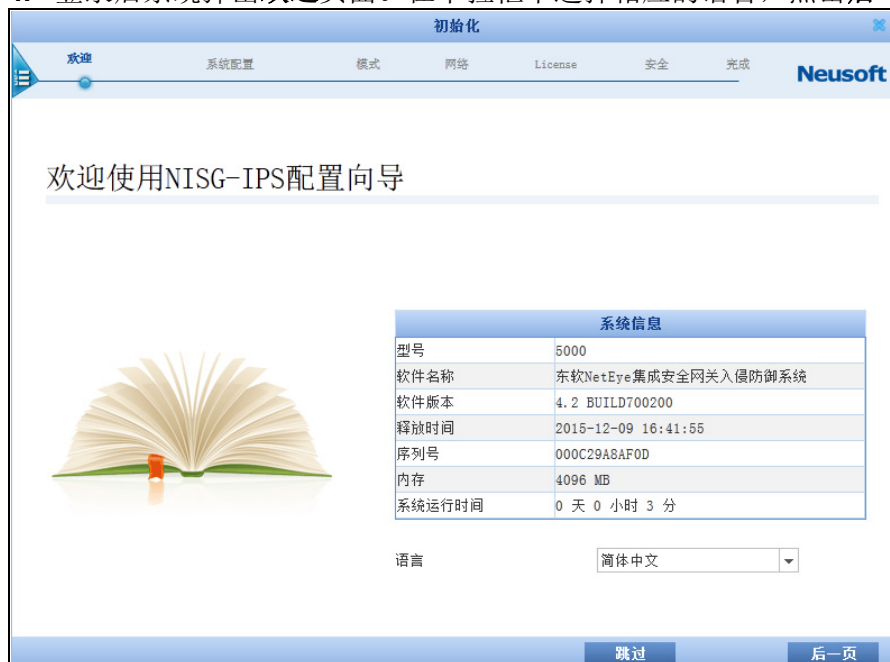 初始化
欢迎 系统配置 模式 网络 License 安全 完成
Neusoft
欢迎使用NISG-IPS配置向导
系统信息
型号 5000
软件名称 东软NetEye集成安全网关入侵防御系统
软件版本 4.2 BUILD700200
释放时间 2015-12-09 16:41:55
序列号 000C29A8AF0D
内存 4096 MB
系统运行时间 0 天 0 小时 3 分
语言 简体中文
跳过 后一页